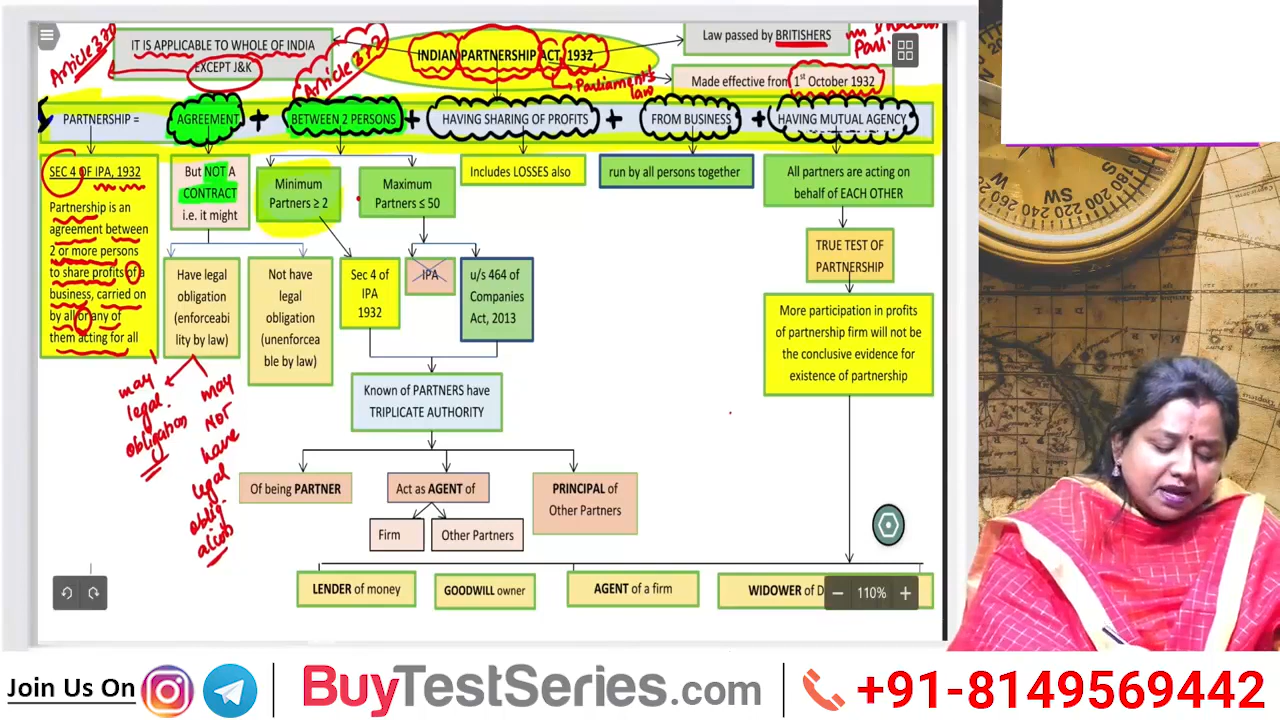 IT IS APPLICABLE TO WHOLE OF INDIA
EXCEPT J&K
Article 370
Article 370
INDIAN PARTNERSHIP ACT, 1932
Parliament's
law
Law passed by BRITISHERS
Parl.
Made effective from 1st October 1932
PARTNERSHIP =
AGREEMENT
+
BETWEEN 2 PERSONS
+
HAVING SHARING OF PROFITS
+
FROM BUSINESS
+
HAVING MUTUAL AGENCY
SEC 4 OF IPA, 1932
Partnership is an
agreement between
2 or more persons
to share profits of a
business, carried on
by all or any of
them acting for all
But NOT A
CONTRACT
i.e. it might
Have legal
obligation
(enforceabi
lity by law)
Not have
legal
obligation
(unenforcea
ble by law)
may
legal
obligation
may
NOT
have
legal
Minimum
Partners ≥ 2
Maximum
Partners ≤ 50
Sec 4 of
IPA
1932
IPA
u/s 464 of
Companies
Act, 2013
Known of PARTNERS have
TRIPLICATE AUTHORITY
Of being PARTNER
Act as AGENT of
Firm
Other Partners
PRINCIPAL of
Other Partners
Includes LOSSES also
run by all persons together
All partners are acting on
behalf of EACH OTHER
TRUE TEST OF
PARTNERSHIP
More participation in profits
of partnership firm will not be
the conclusive evidence for
existence of partnership
LENDER of money
GOODWILL owner
AGENT of a firm
WIDOWER of D
− 110% +
Join Us On
BuyTestSeries.com
+91-8149569442